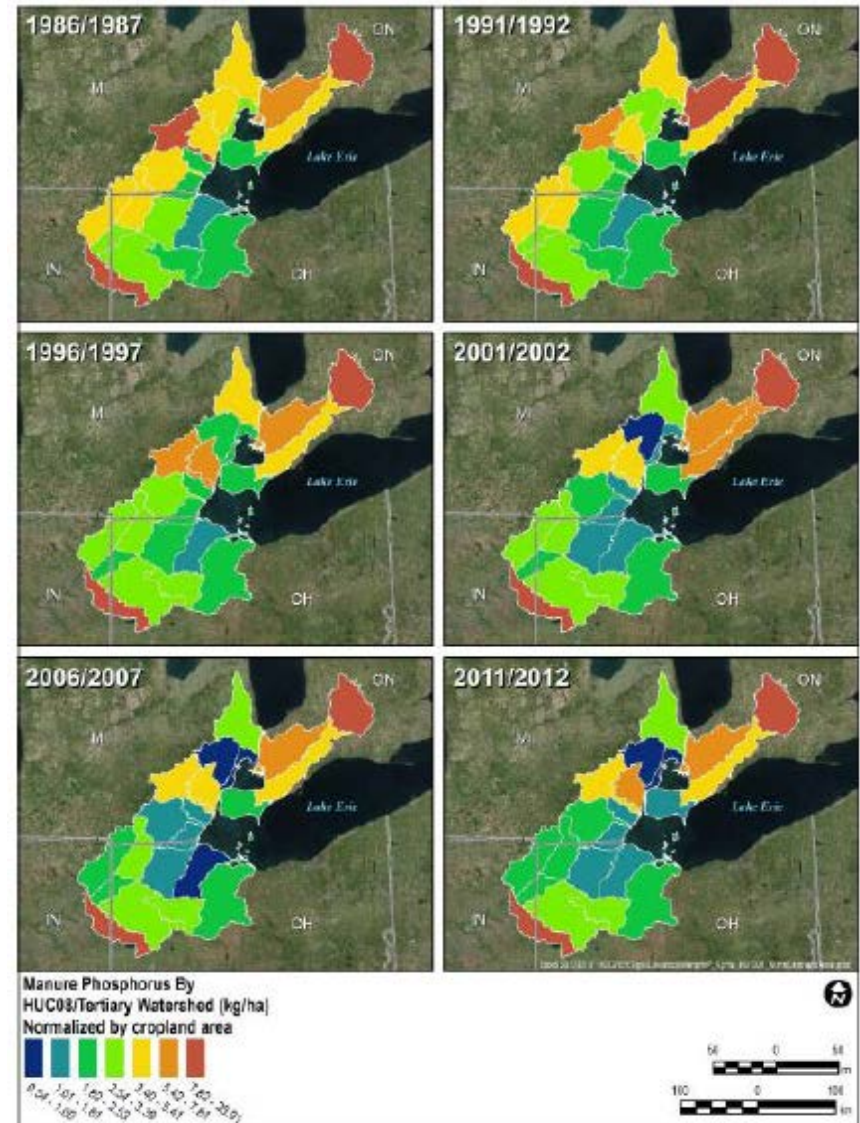 1986/1987
ON
MI
Lake Erie
IN
OH
1991/1992
ON
MI
Lake Erie
IN
OH
1996/1997
ON
MI
Lake Erie
IN
OH
2001/2002
ON
MI
Lake Erie
IN
OH
2006/2007
ON
MI
Lake Erie
IN
OH
2011/2012
ON
MI
Lake Erie
IN
OH
Manure Phosphorus By
HUC08/Tertiary Watershed (kg/ha)
Normalized by cropland area
50 0 50
100 0 100
km